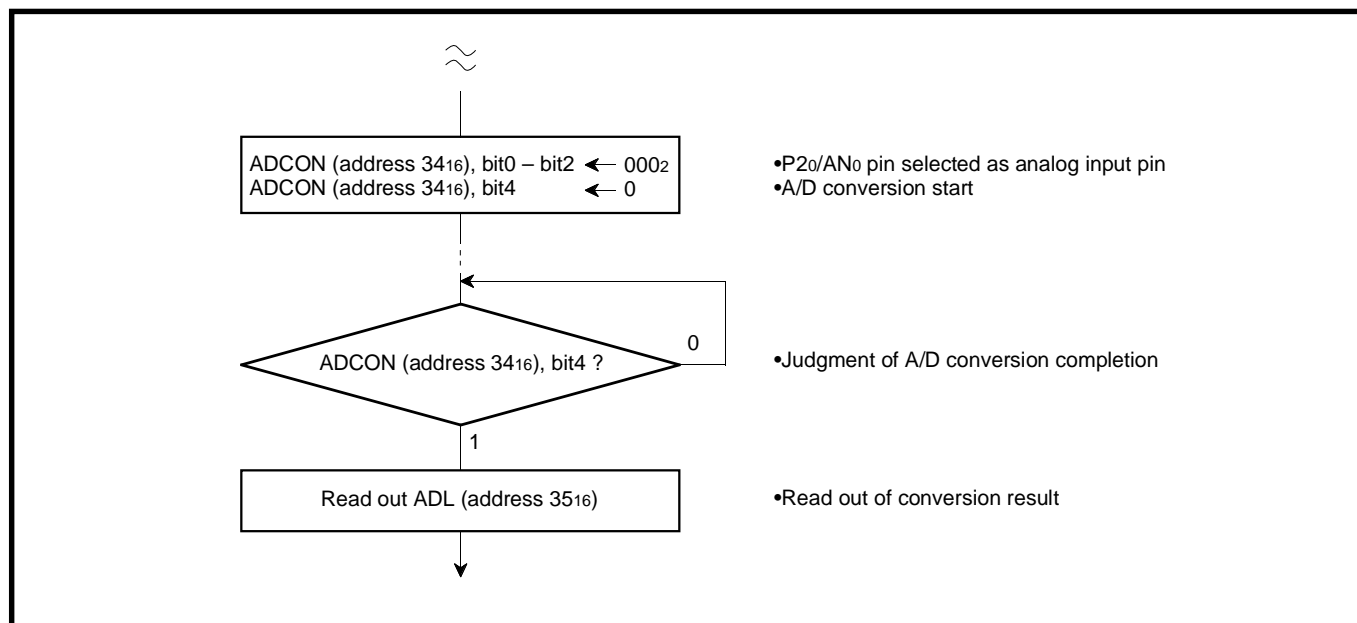 ADCON (address 34₁₆), bit0 – bit2 ← 000₂
•P2₀/AN₀ pin selected as analog input pin
ADCON (address 34₁₆), bit4 ← 0
•A/D conversion start
0
ADCON (address 34₁₆), bit4 ?
•Judgment of A/D conversion completion
1
Read out ADL (address 35₁₆)
•Read out of conversion result